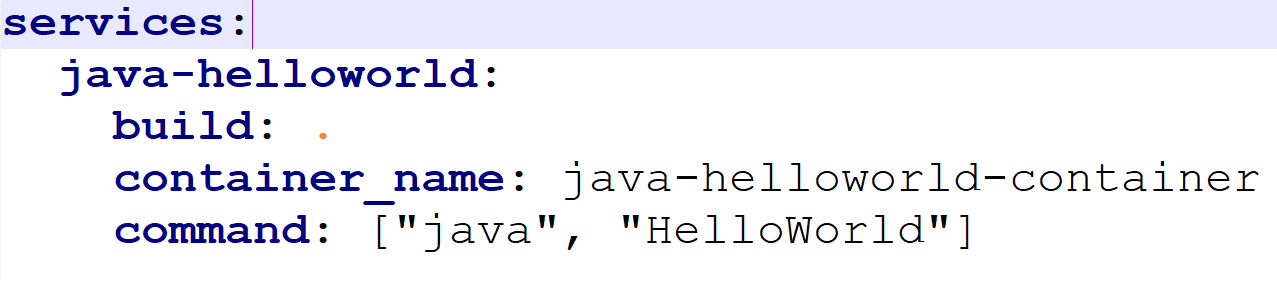 services:
  java-helloworld:
    build: .
    container_name: java-helloworld-container
    command: ["java", "HelloWorld"]